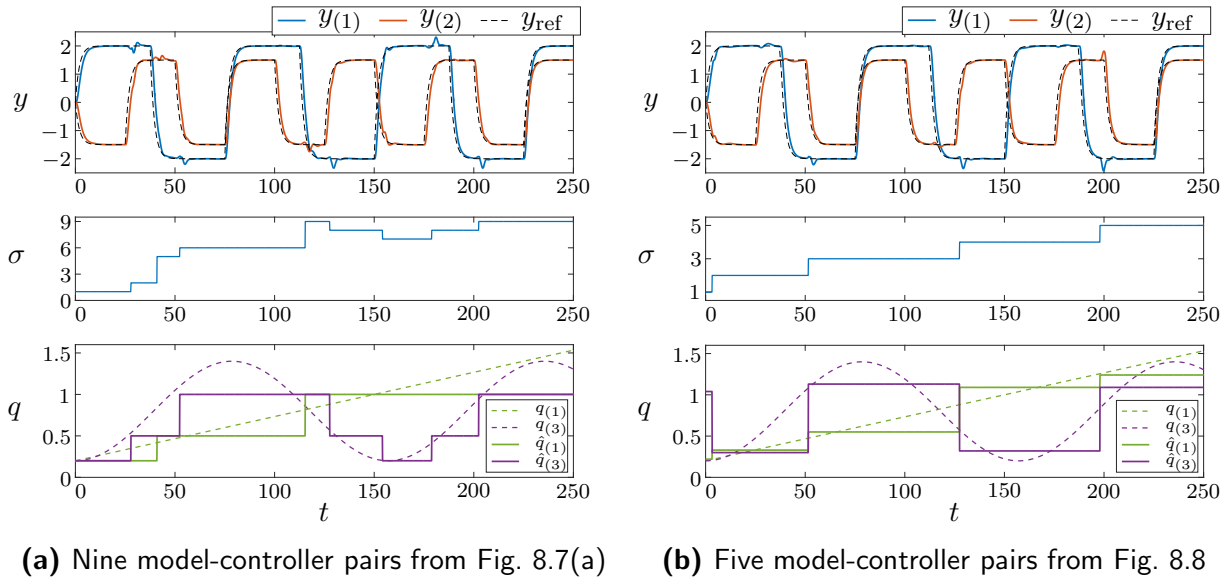 y(1) y(2) yref
y
2
1
0
−1
−2
0 50 100 150 200 250
σ
9
6
3
0
0 50 100 150 200 250
q
1.5
1
0.5
0
0 50 100 150 200 250
t
q(1)
q(3)
q̂(1)
q̂(3)
(a) Nine model-controller pairs from Fig. 8.7(a)
y(1) y(2) yref
y
2
1
0
−1
−2
0 50 100 150 200 250
σ
5
3
1
0 50 100 150 200 250
q
1.5
1
0.5
0
0 50 100 150 200 250
t
q(1)
q(3)
q̂(1)
q̂(3)
(b) Five model-controller pairs from Fig. 8.8